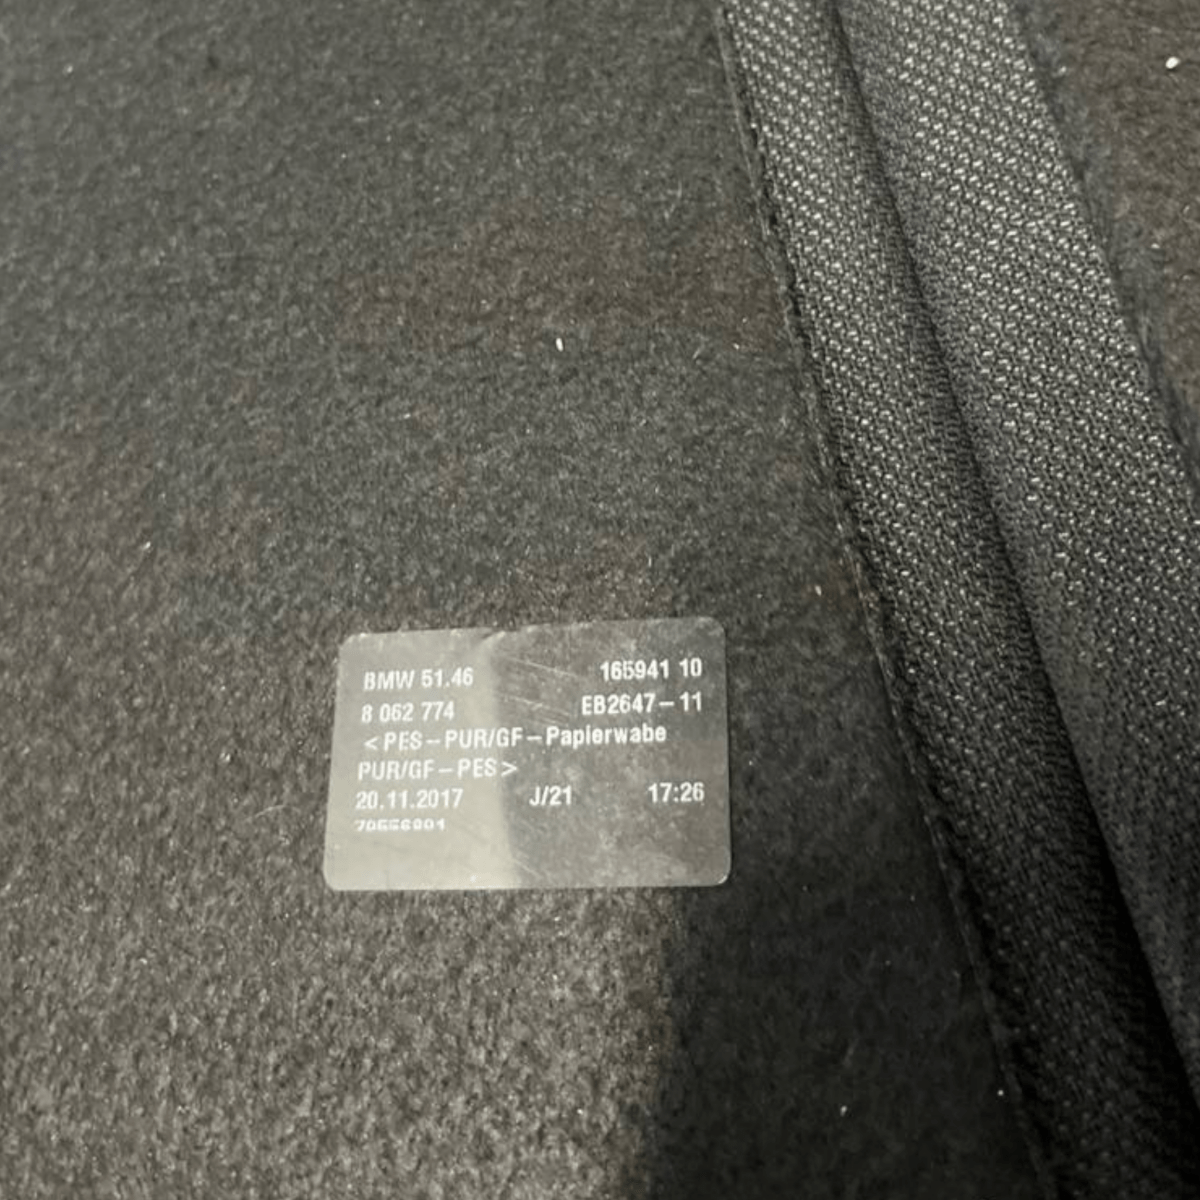 BMW 51.46 165941 10
8 062 774 EB2647-11
<PES-PUR/GF-Papierwabe
PUR/GF-PES>
20.11.2017 J/21 17:26